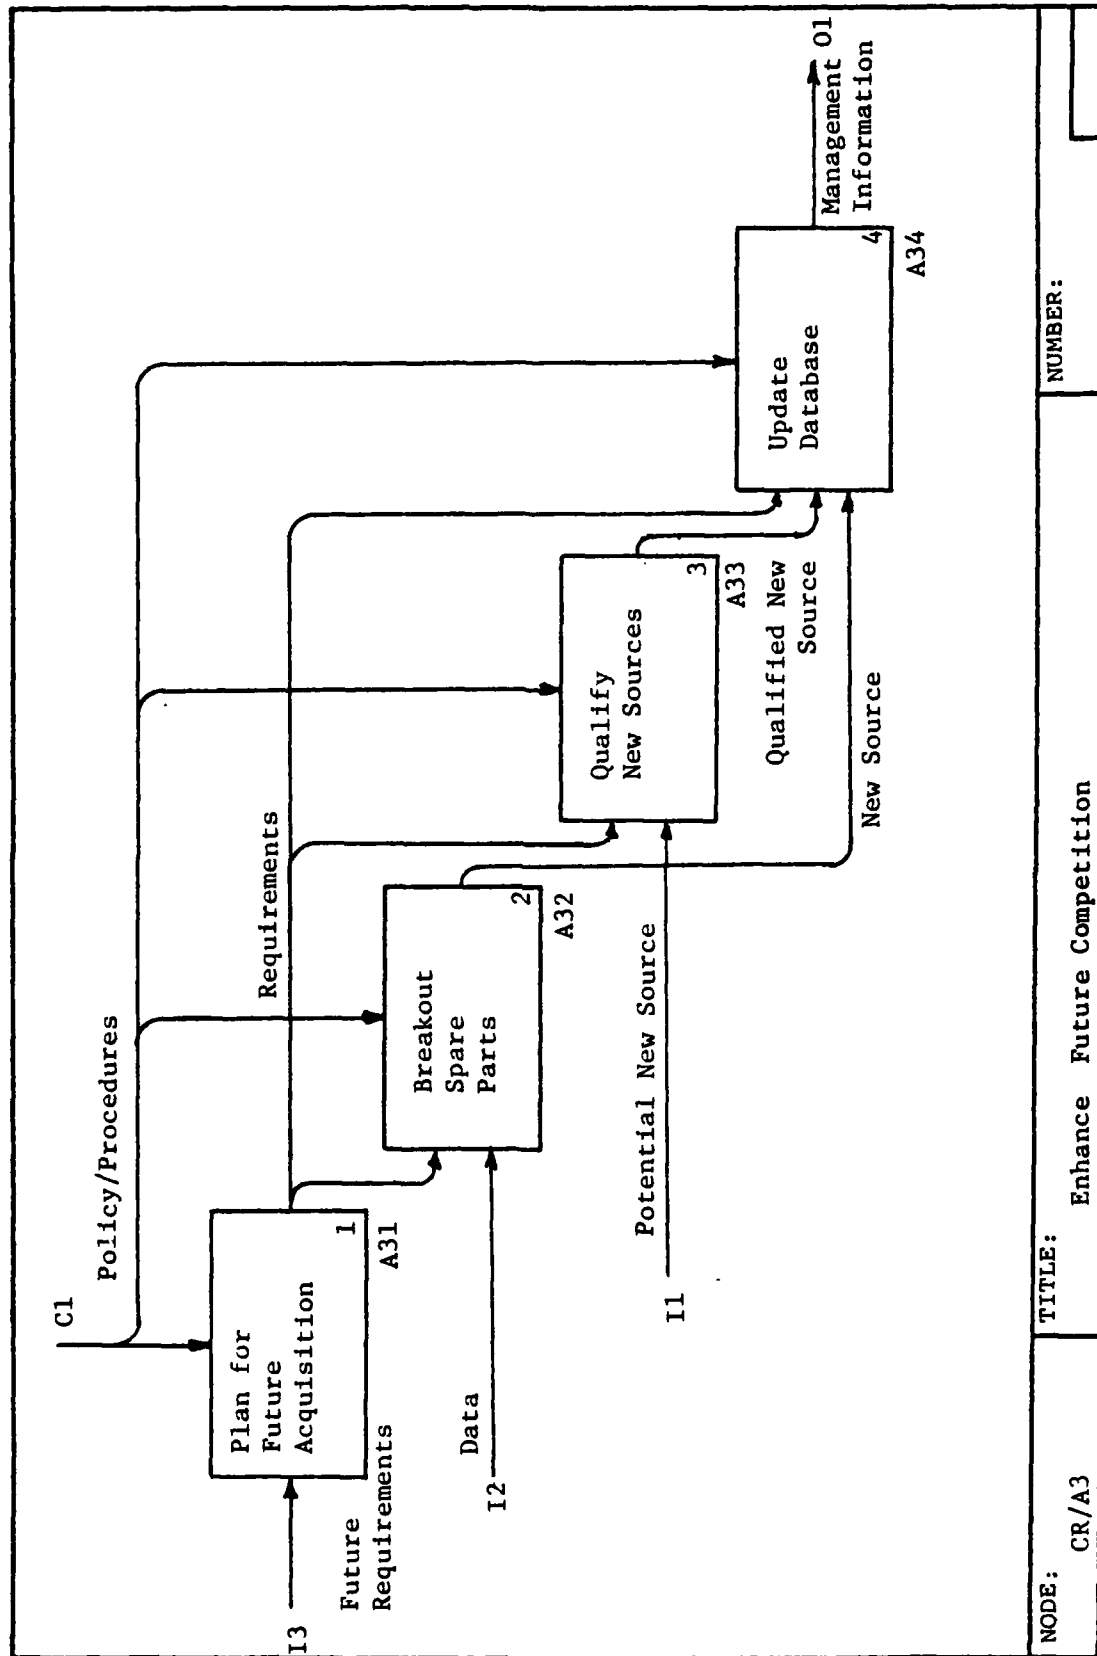 C1
Policy/Procedures
I3
Future
Requirements
Plan for
Future
Acquisition
1
A31
Requirements
I2
Data
Breakout
Spare
Parts
2
A32
I1
Potential New Source
Qualify
New Sources
3
A33
Qualified New
Source
New Source
Update
Database
4
A34
Management
Information
O1
NODE:
CR/A3
TITLE:
Enhance Future Competition
NUMBER: